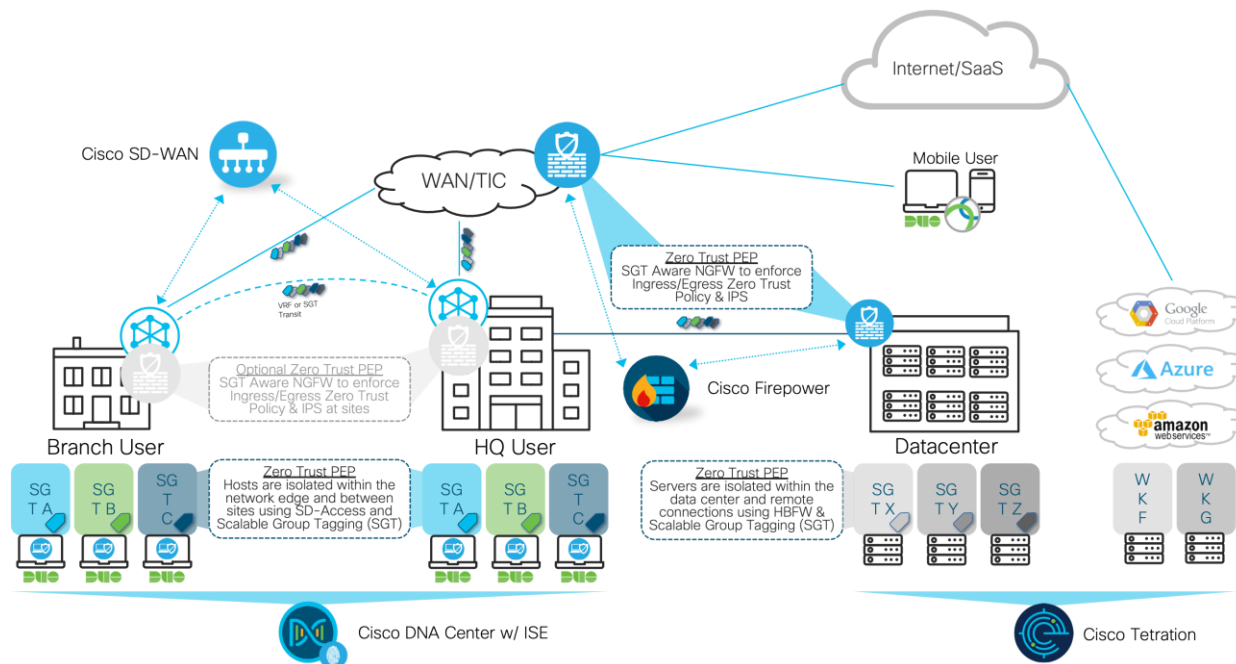 Internet/SaaS
Cisco SD-WAN
WAN/TIC
Mobile User
DUO
Zero Trust PEP
SGT Aware NGFW to enforce
Ingress/Egress Zero Trust
Policy & IPS
VRF or SGT
Transit
Google
Cloud Platform
Optional Zero Trust PEP
SGT Aware NGFW to enforce
Ingress/Egress Zero Trust
Policy & IPS at sites
Cisco Firepower
Azure
amazon
webservices™
Branch User
HQ User
Datacenter
SG
T A
SG
T B
SG
T
C
Zero Trust PEP
Hosts are isolated within the
network edge and between
sites using SD-Access and
Scalable Group Tagging (SGT)
SG
T A
SG
T B
SG
T
C
Zero Trust PEP
Servers are isolated within the
data center and remote
connections using HBFW &
Scalable Group Tagging (SGT)
SG
T X
SG
T Y
SG
T Z
W
K
F
W
K
G
DUO
DUO
DUO
DUO
DUO
DUO
Cisco DNA Center w/ ISE
Cisco Tetration